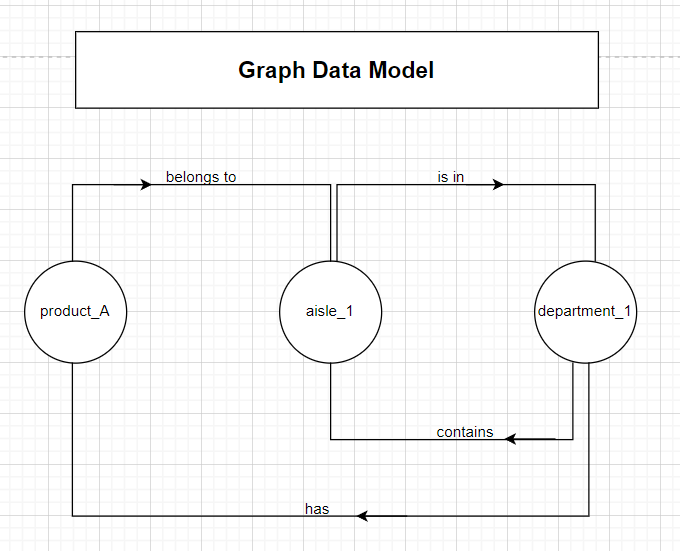 Graph Data Model
belongs to
is in
product_A
aisle_1
department_1
contains
has